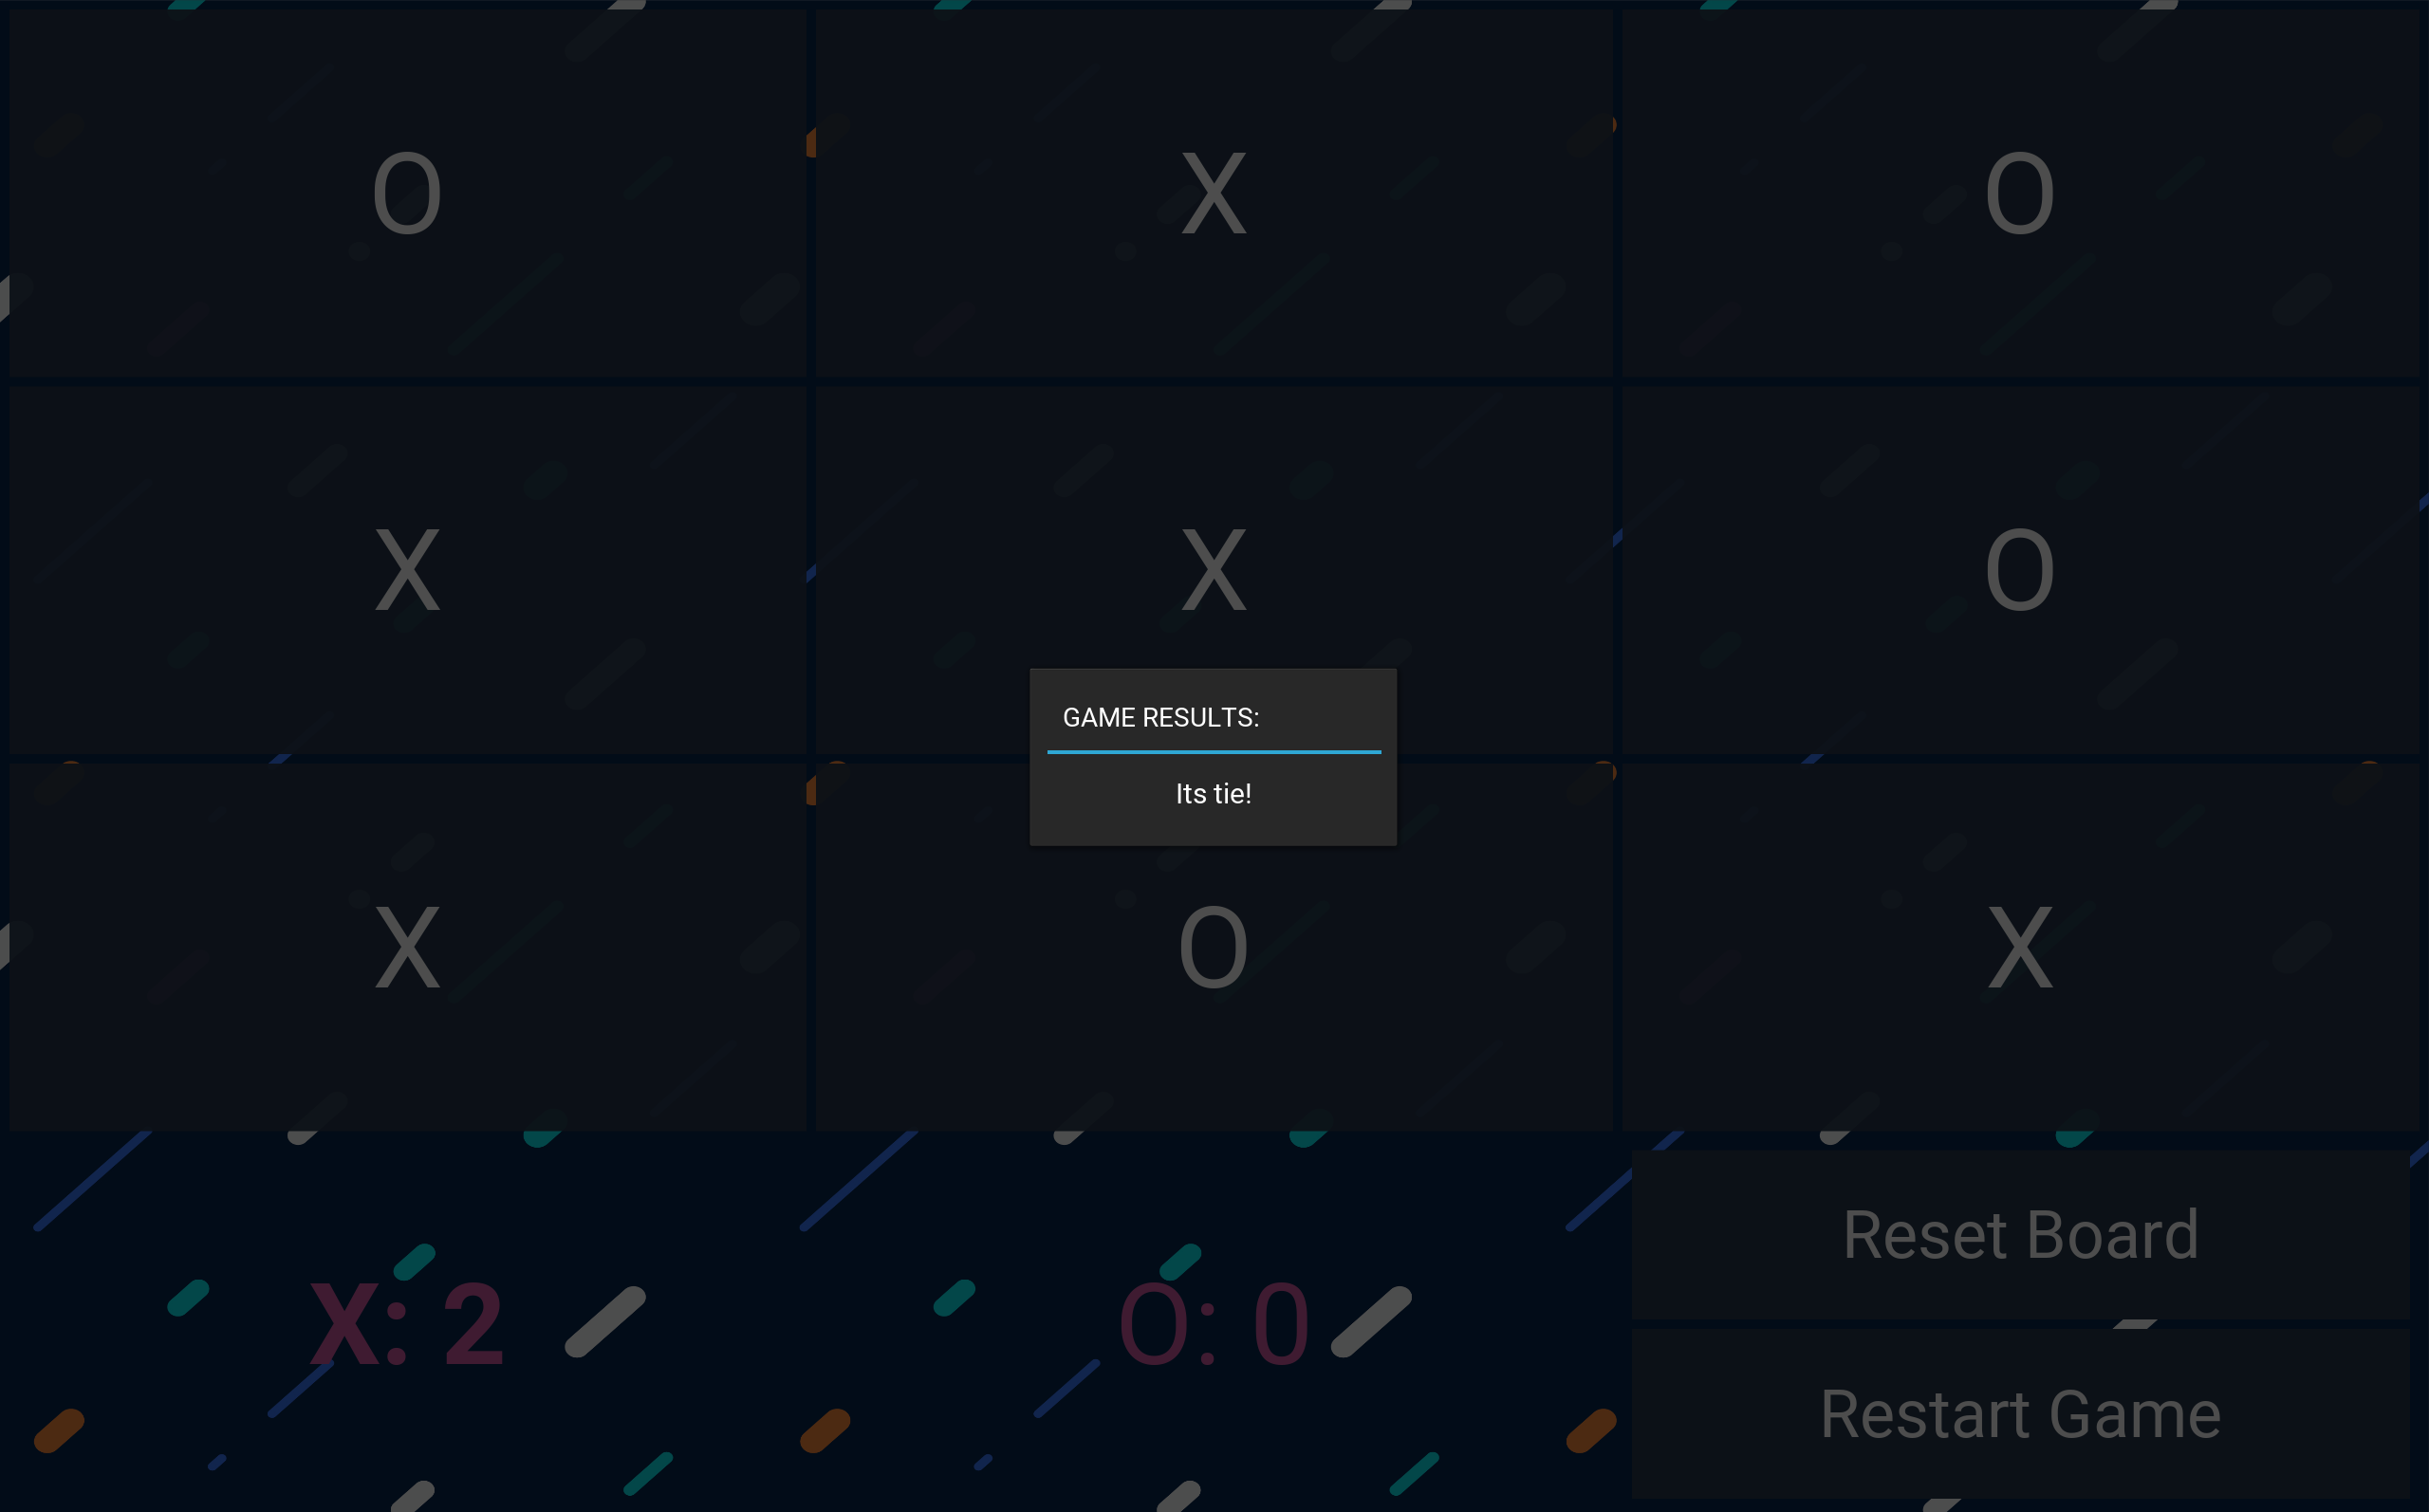 O X O
X X O
GAME RESULTS:
Its tie!
X O X
X: 2 O: 0
Reset Board
Restart Game